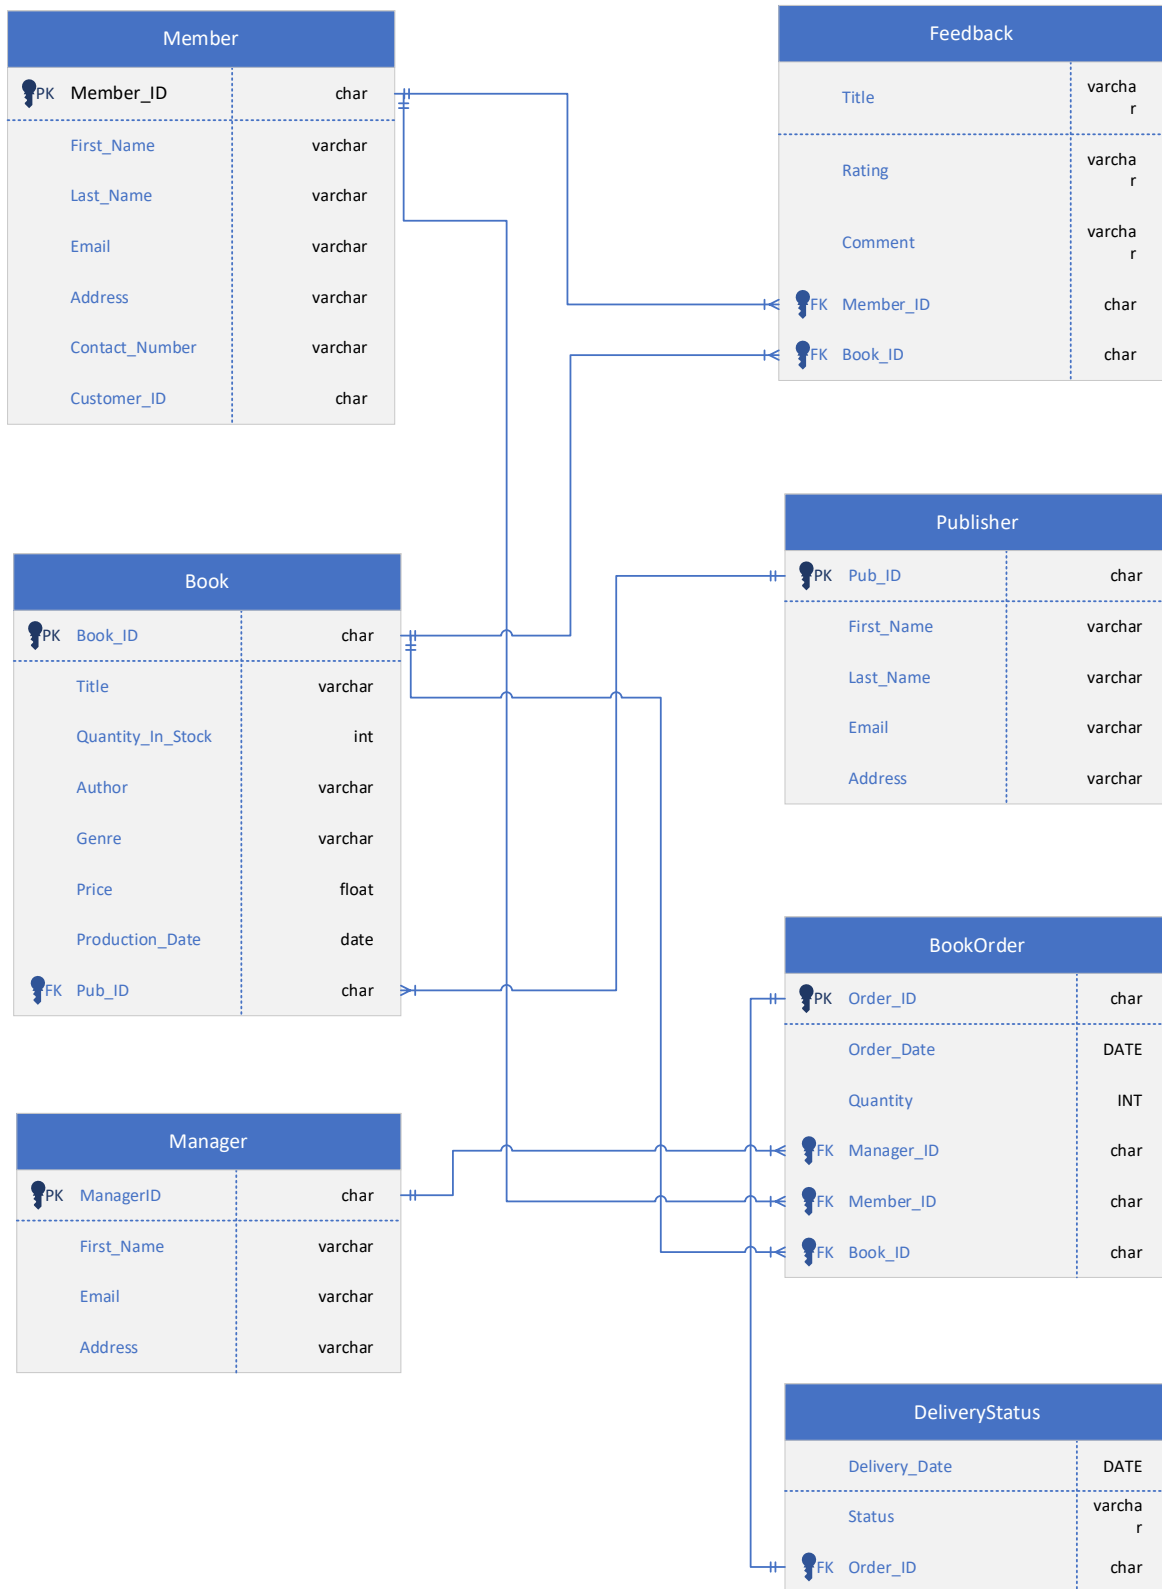 Member
PK Member_ID char
First_Name varchar
Last_Name varchar
Email varchar
Address varchar
Contact_Number varchar
Customer_ID char
Feedback
Title varcha
r
Rating varcha
r
Comment varcha
r
FK Member_ID char
FK Book_ID char
Book
PK Book_ID char
Title varchar
Quantity_In_Stock int
Author varchar
Genre varchar
Price float
Production_Date date
FK Pub_ID char
Publisher
PK Pub_ID char
First_Name varchar
Last_Name varchar
Email varchar
Address varchar
Manager
PK ManagerID char
First_Name varchar
Email varchar
Address varchar
BookOrder
PK Order_ID char
Order_Date DATE
Quantity INT
FK Manager_ID char
FK Member_ID char
FK Book_ID char
DeliveryStatus
Delivery_Date DATE
Status varcha
r
FK Order_ID char